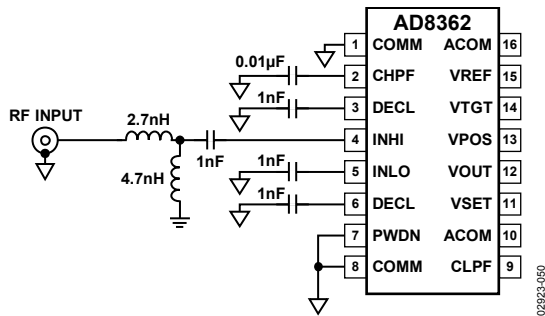 AD8362
1 COMM ACOM 16
0.01µF
2 CHPF VREF 15
1nF
3 DECL VTGT 14
RF INPUT
2.7nH
1nF
4 INHI VPOS 13
4.7nH
1nF
5 INLO VOUT 12
1nF
6 DECL VSET 11
7 PWDN ACOM 10
8 COMM CLPF 9
02923-050